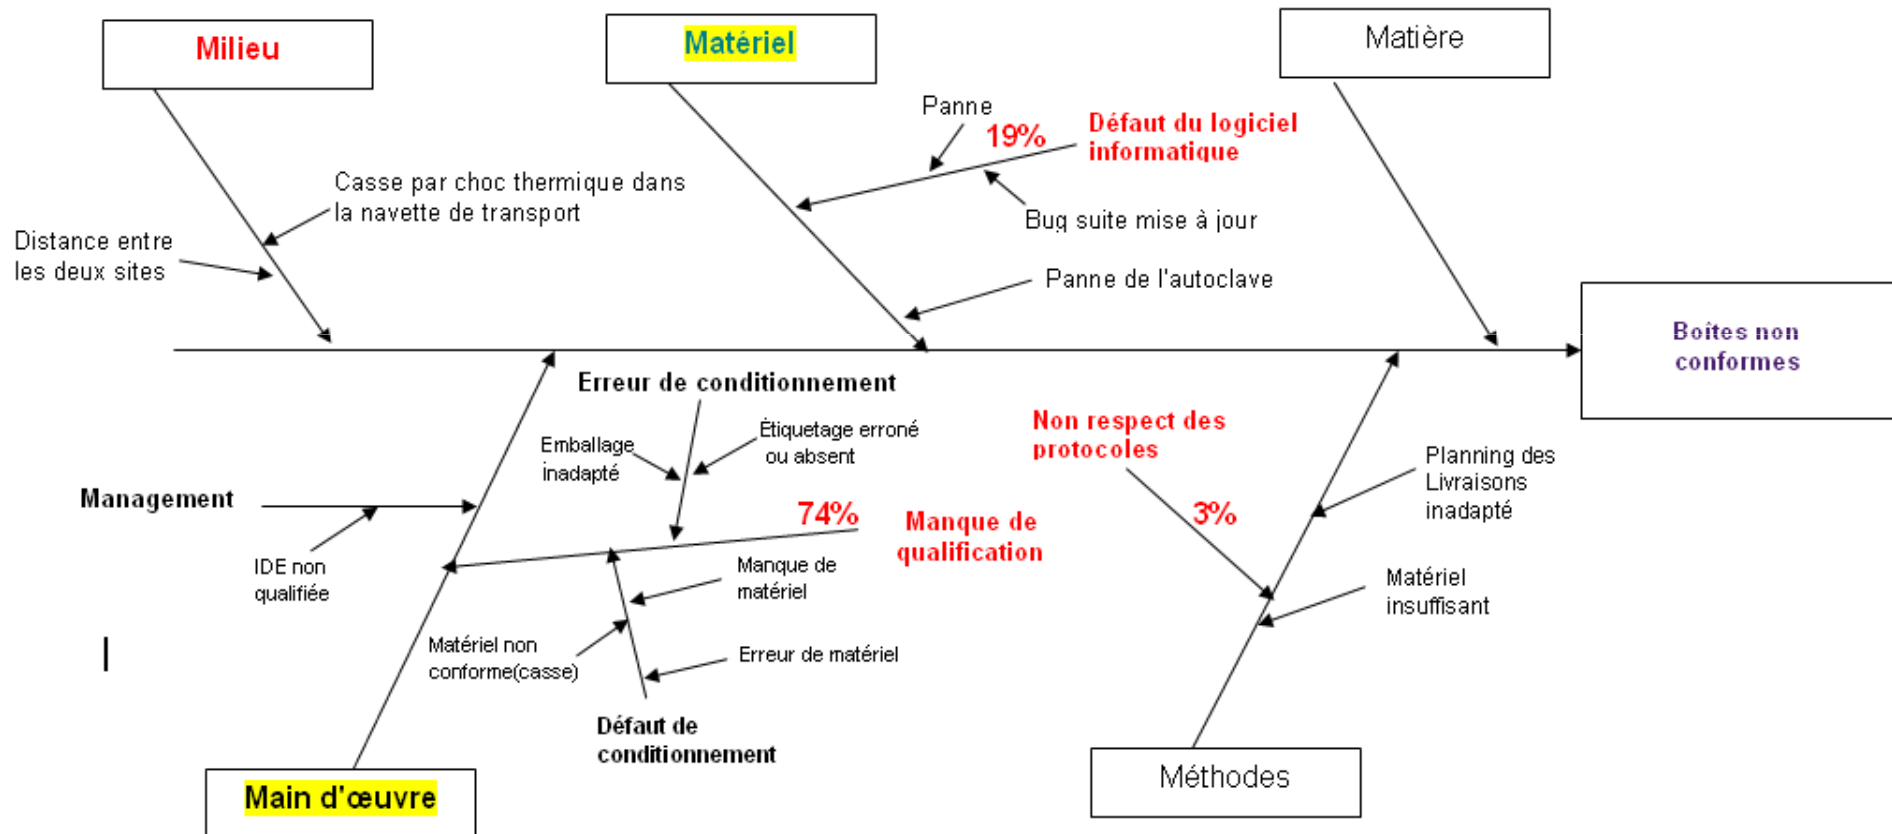 Milieu
Matériel
Matière
Panne
19%
Défaut du logiciel
informatique
Casse par choc thermique dans
la navette de transport
Bug suite mise à jour
Distance entre
les deux sites
Panne de l'autoclave
Boîtes non
conformes
Erreur de conditionnement
Emballage
inadapté
Étiquetage erroné
ou absent
Non respect des
protocoles
Planning des
Livraisons
inadapté
Management
74%
Manque de
qualification
3%
IDE non
qualifiée
Manque de
matériel
Matériel
insuffisant
Matériel non
conforme(casse)
Erreur de matériel
Défaut de
conditionnement
Main d'œuvre
Méthodes